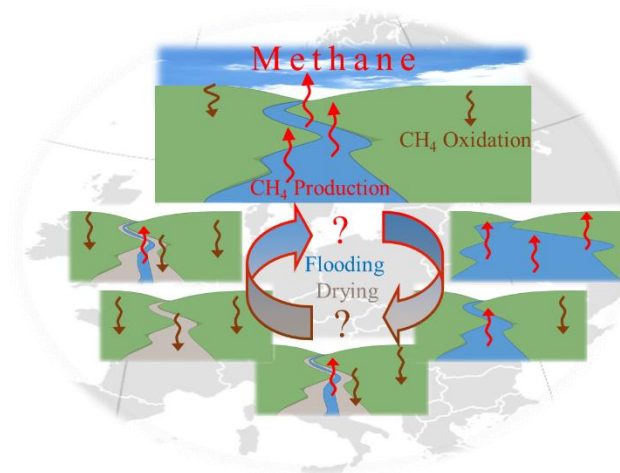 Methane
CH₄ Oxidation
CH₄ Production
?
Flooding
Drying
?